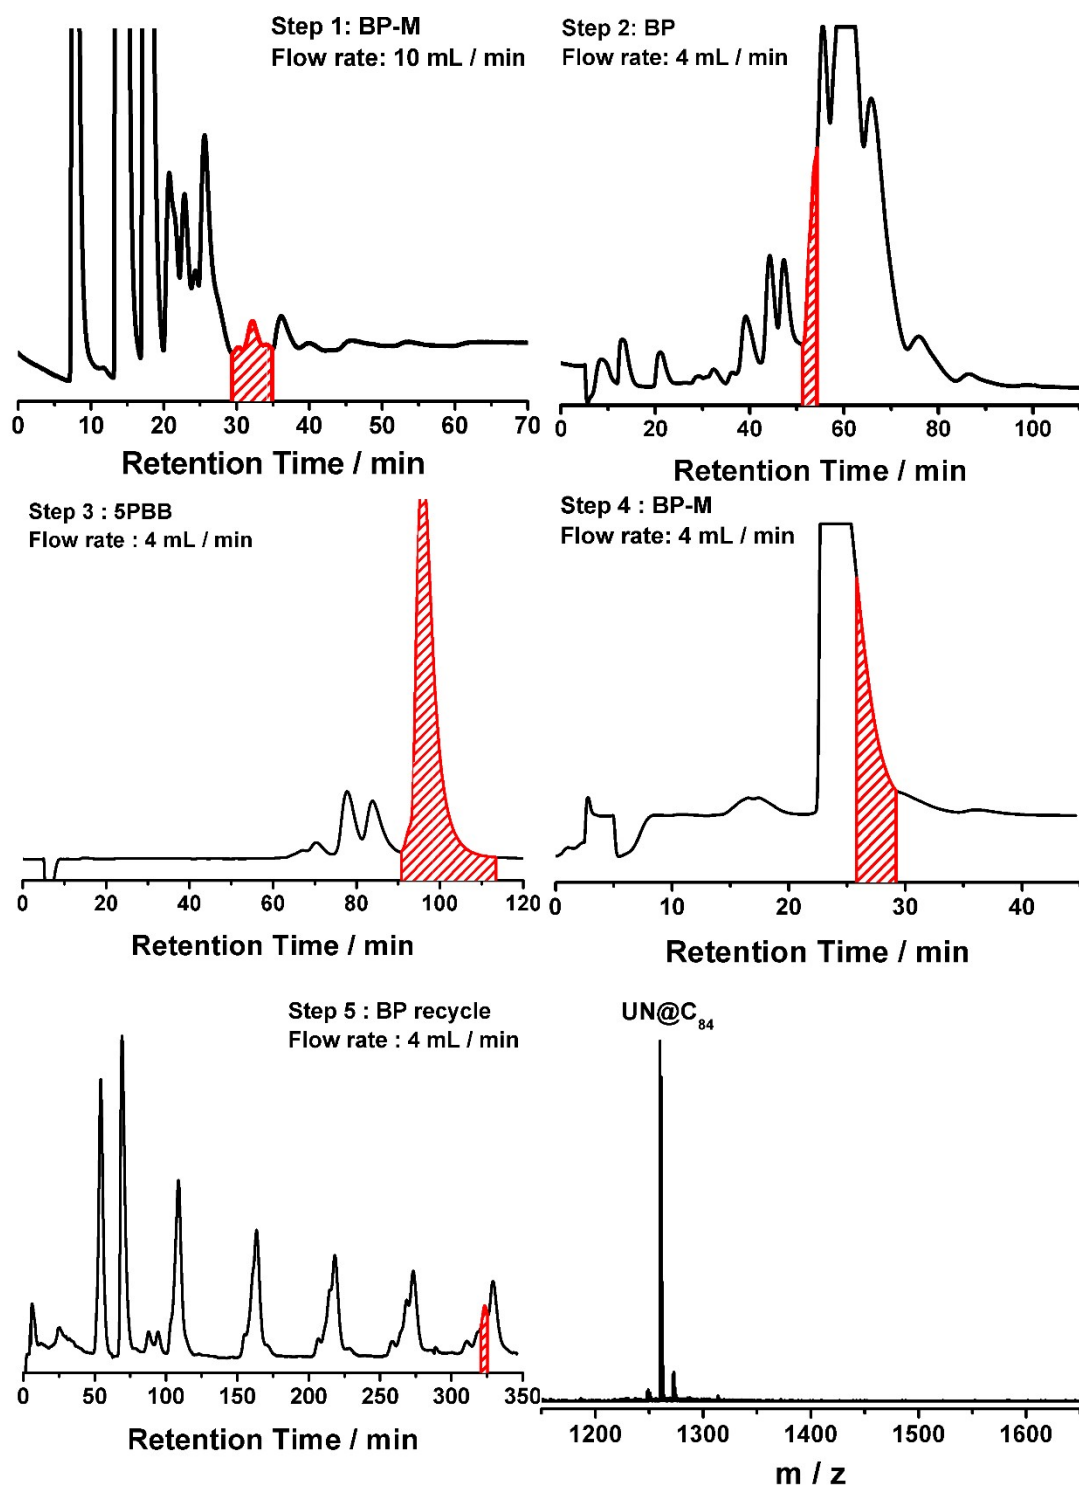 Step 1: BP-M
Flow rate: 10 mL / min
0 10 20 30 40 50 60 70
Retention Time / min
Step 2: BP
Flow rate: 4 mL / min
0 20 40 60 80 100
Retention Time / min
Step 3 : 5PBB
Flow rate : 4 mL / min
0 20 40 60 80 100 120
Retention Time / min
Step 4 : BP-M
Flow rate: 4 mL / min
0 10 20 30 40
Retention Time / min
Step 5 : BP recycle
Flow rate : 4 mL / min
0 50 100 150 200 250 300 350
Retention Time / min
UN@C84
1200 1300 1400 1500 1600
m / z